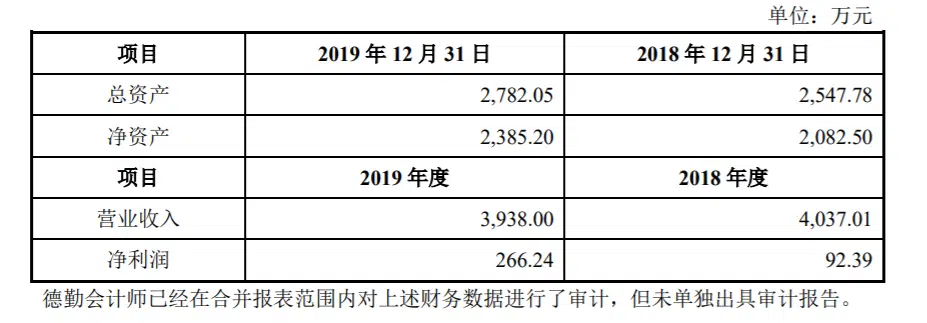 单位：万元
项目 2019 年 12 月 31 日 2018 年 12 月 31 日
总资产 2,782.05 2,547.78
净资产 2,385.20 2,082.50
项目 2019 年度 2018 年度
营业收入 3,938.00 4,037.01
净利润 266.24 92.39
德勤会计师已经在合并报表范围内对上述财务数据进行了审计，但未单独出具审计报告。